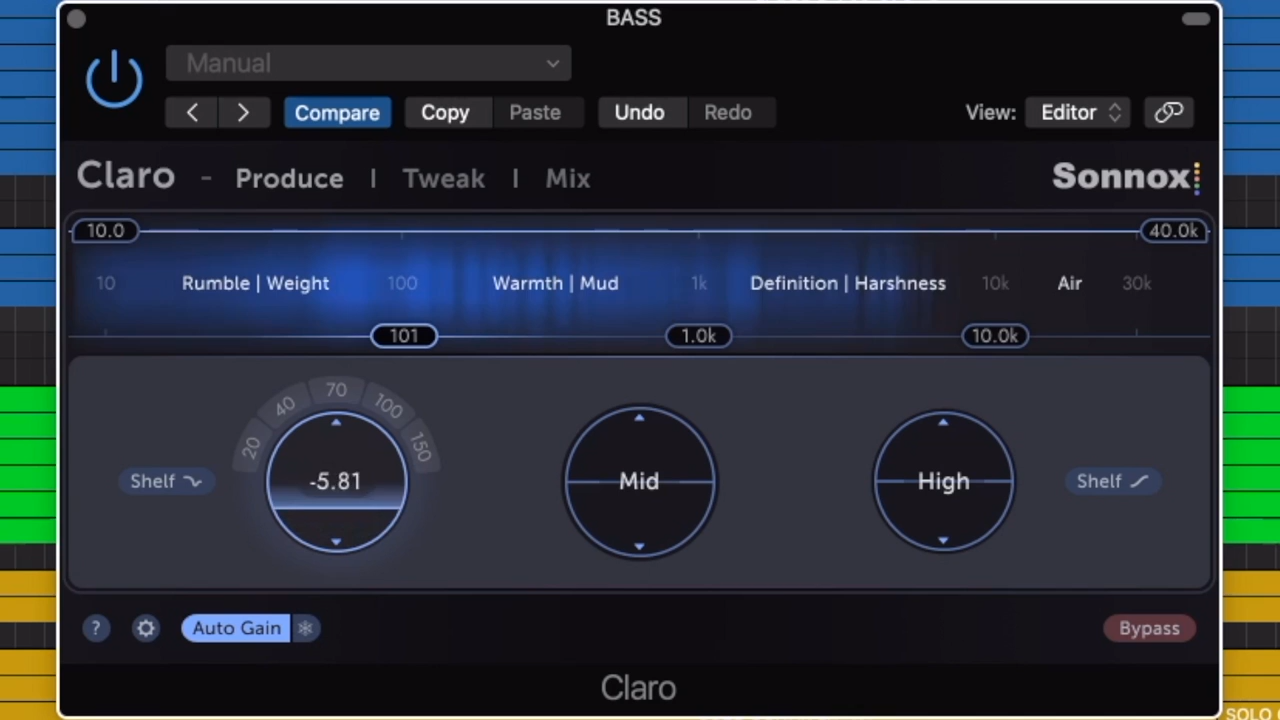 BASS
Manual
Compare Copy Paste Undo Redo View: Editor
Claro - Produce | Tweak | Mix Sonnox
10.0 40.0k
10 Rumble | Weight 100 Warmth | Mud 1k Definition | Harshness 10k Air 30k
101 1.0k 10.0k
20 40 70 100 150
Shelf -5.81 Mid High Shelf
? Auto Gain Bypass
Claro
SOLO